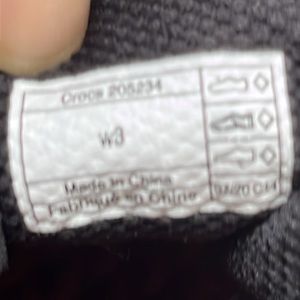 Crocs 205234
W3
Made in China
Fabriqué en Chine